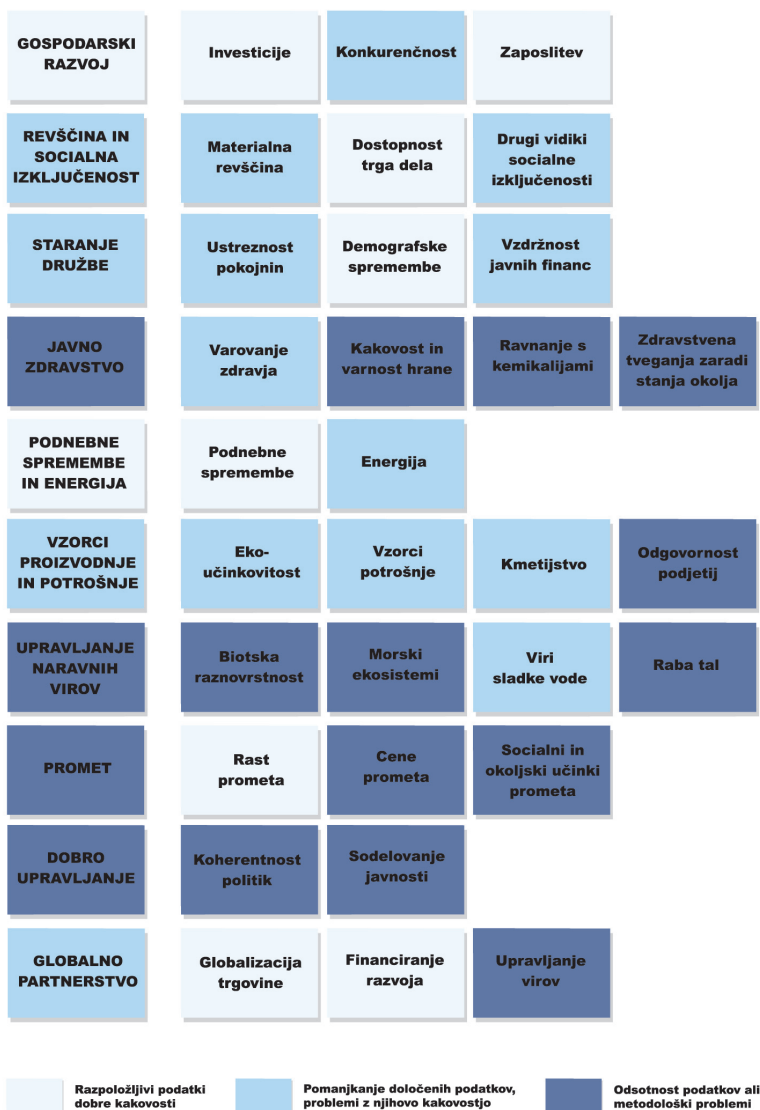 GOSPODARSKI
RAZVOJ
Investicije
Konkurenčnost
Zaposlitev
REVŠČINA IN
SOCIALNA
IZKLJUČENOST
Materialna
revščina
Dostopnost
trga dela
Drugi vidiki
socialne
izključenosti
STARANJE
DRUŽBE
Ustreznost
pokojnin
Demografske
spremembe
Vzdržnost
javnih financ
JAVNO
ZDRAVSTVO
Varovanje
zdravja
Kakovost in
varnost hrane
Ravnanje s
kemikalijami
Zdravstvena
tveganja zaradi
stanja okolja
PODNEBNE
SPREMEMBE
IN ENERGIJA
Podnebne
spremembe
Energija
VZORCI
PROIZVODNJE
IN POTROŠNJE
Eko-
učinkovitost
Vzorci
potrošnje
Kmetijstvo
Odgovornost
podjetij
UPRAVLJANJE
NARAVNIH
VIROV
Biotska
raznovrstnost
Morski
ekosistemi
Viri
sladke vode
Raba tal
PROMET
Rast
prometa
Cene
prometa
Socialni in
okoljski učinki
prometa
DOBRO
UPRAVLJANJE
Koherentnost
politik
Sodelovanje
javnosti
GLOBALNO
PARTNERSTVO
Globalizacija
trgovine
Financiranje
razvoja
Upravljanje
virov
Razpoložljivi podatki
dobre kakovosti
Pomanjkanje določenih podatkov,
problemi z njihovo kakovostjo
Odsotnost podatkov ali
metodološki problemi